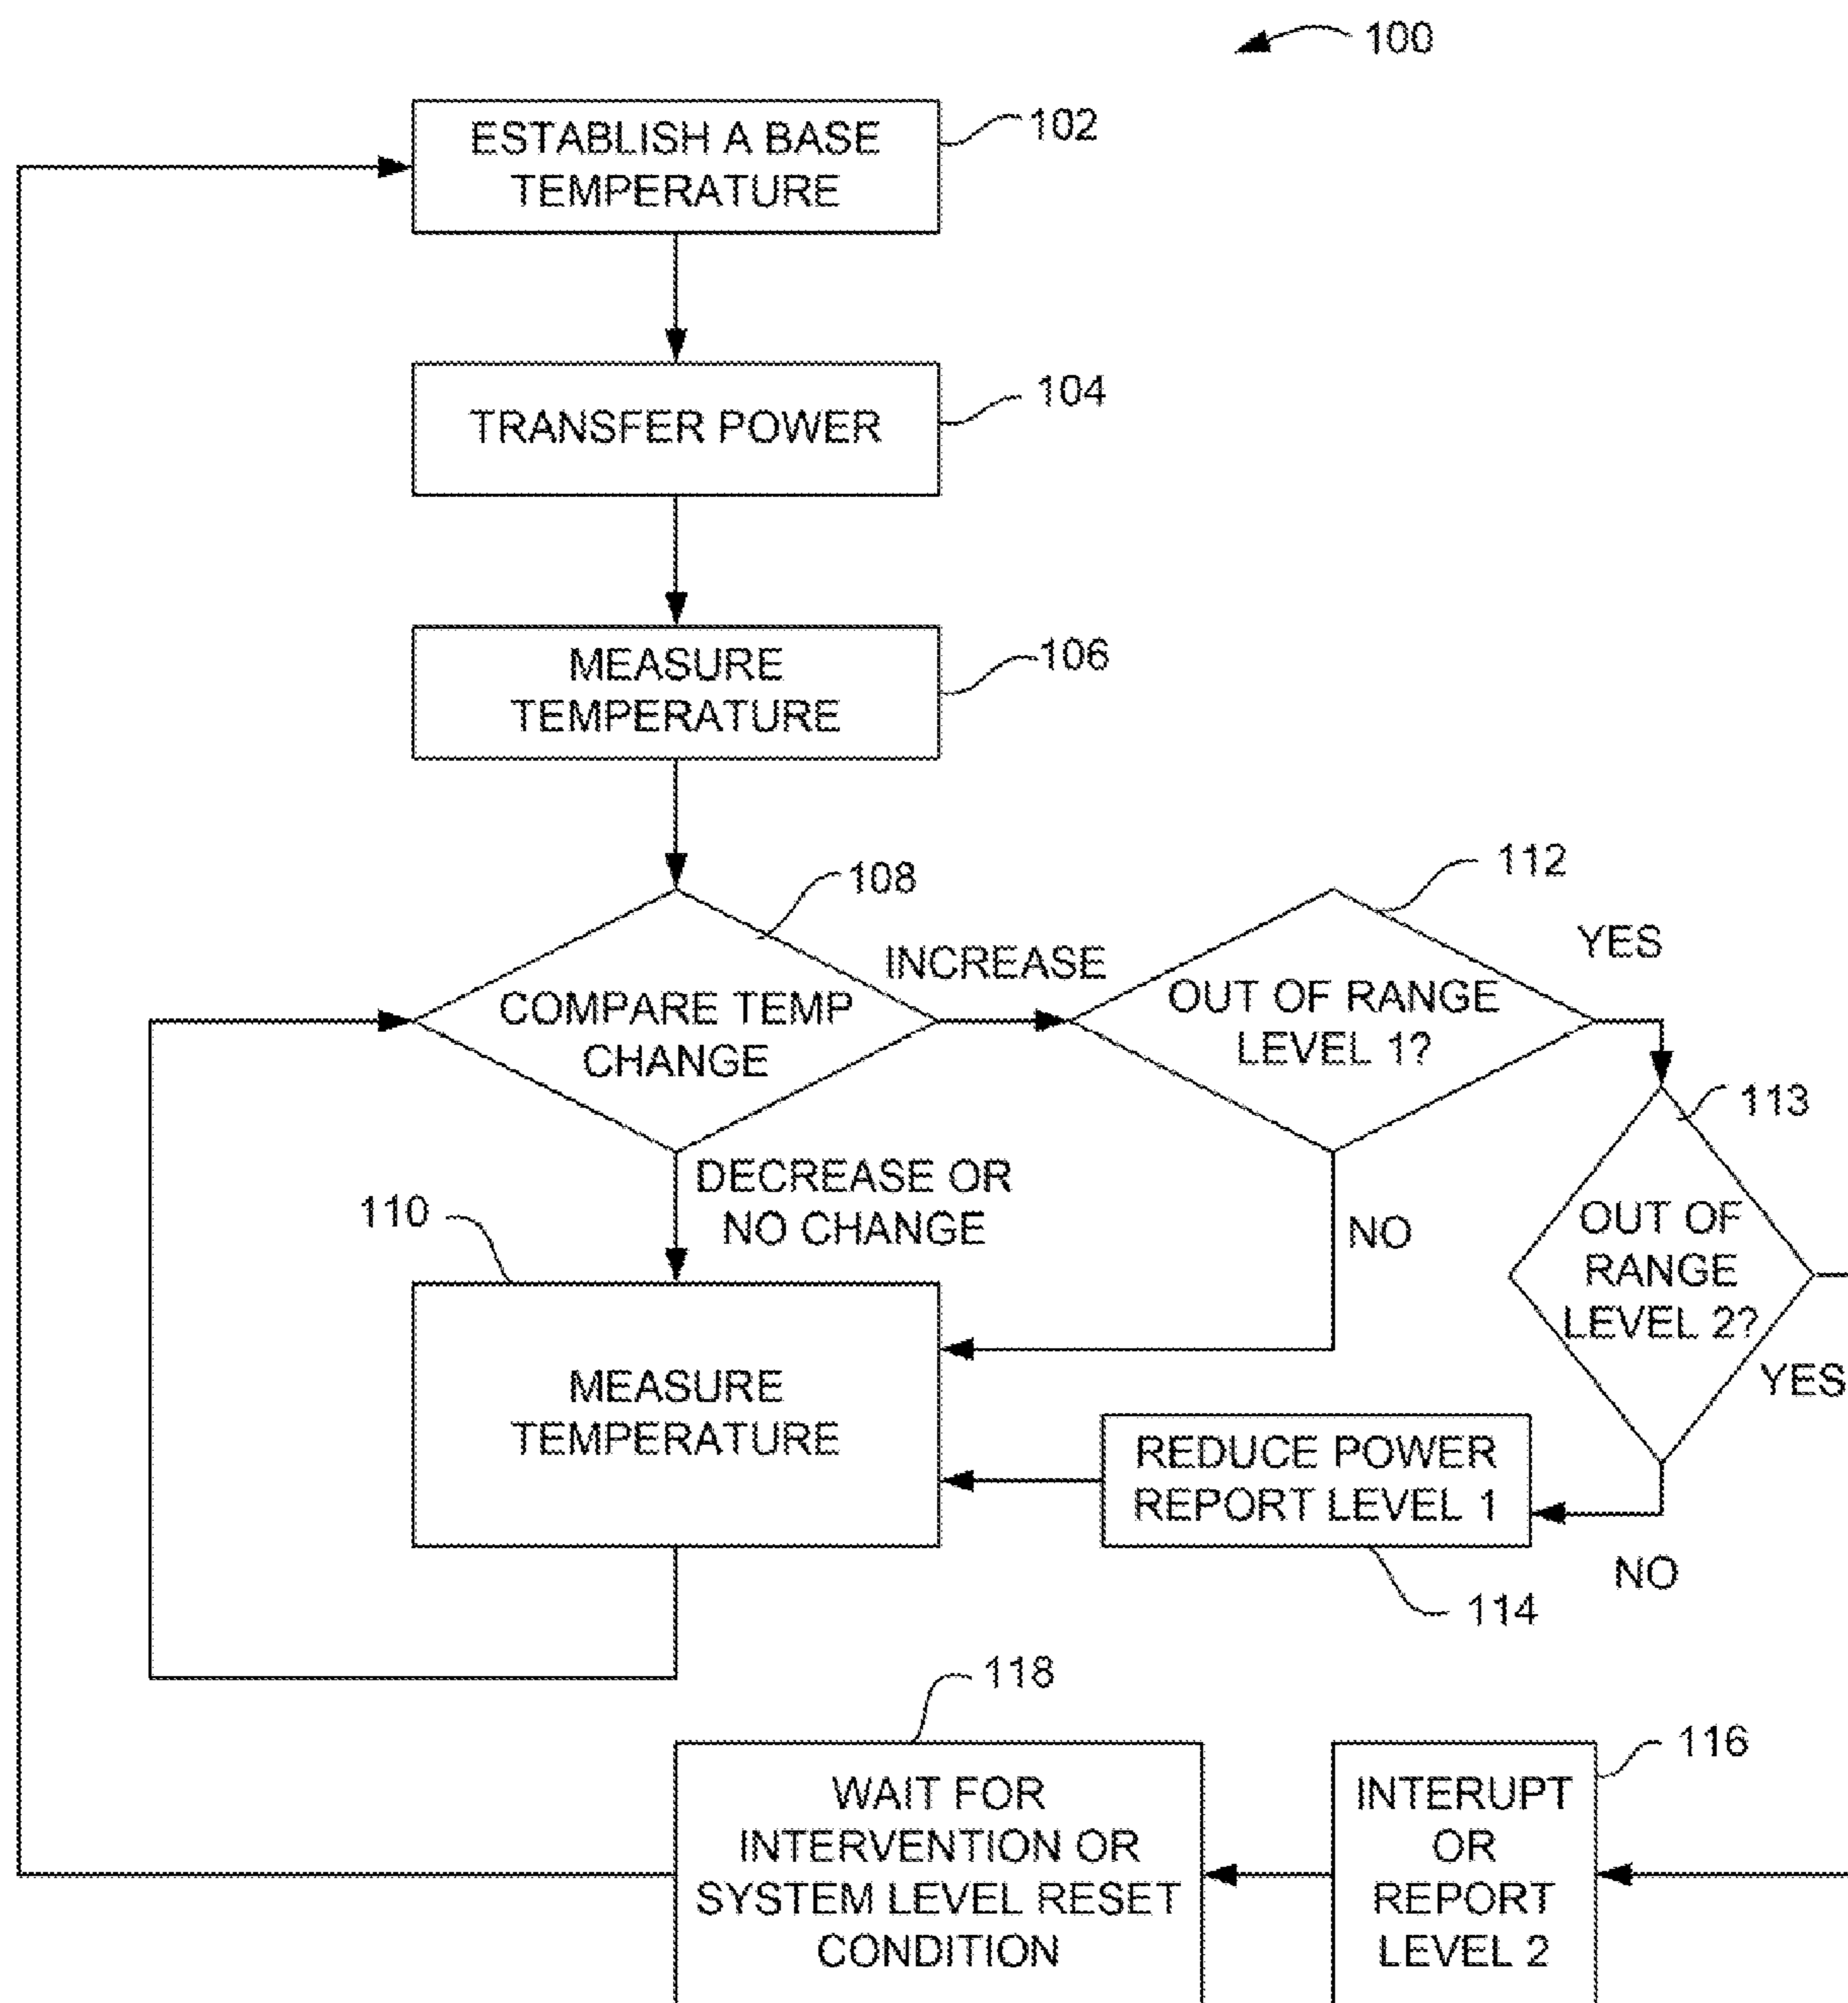 100
ESTABLISH A BASE
TEMPERATURE
102
TRANSFER POWER
104
MEASURE
TEMPERATURE
106
COMPARE TEMP
CHANGE
108
INCREASE
OUT OF RANGE
LEVEL 1?
112
YES
113
OUT OF
RANGE
LEVEL 2?
YES
NO
DECREASE OR
NO CHANGE
NO
110
MEASURE
TEMPERATURE
REDUCE POWER
REPORT LEVEL 1
114
118
WAIT FOR
INTERVENTION OR
SYSTEM LEVEL RESET
CONDITION
116
INTERUPT
OR
REPORT
LEVEL 2